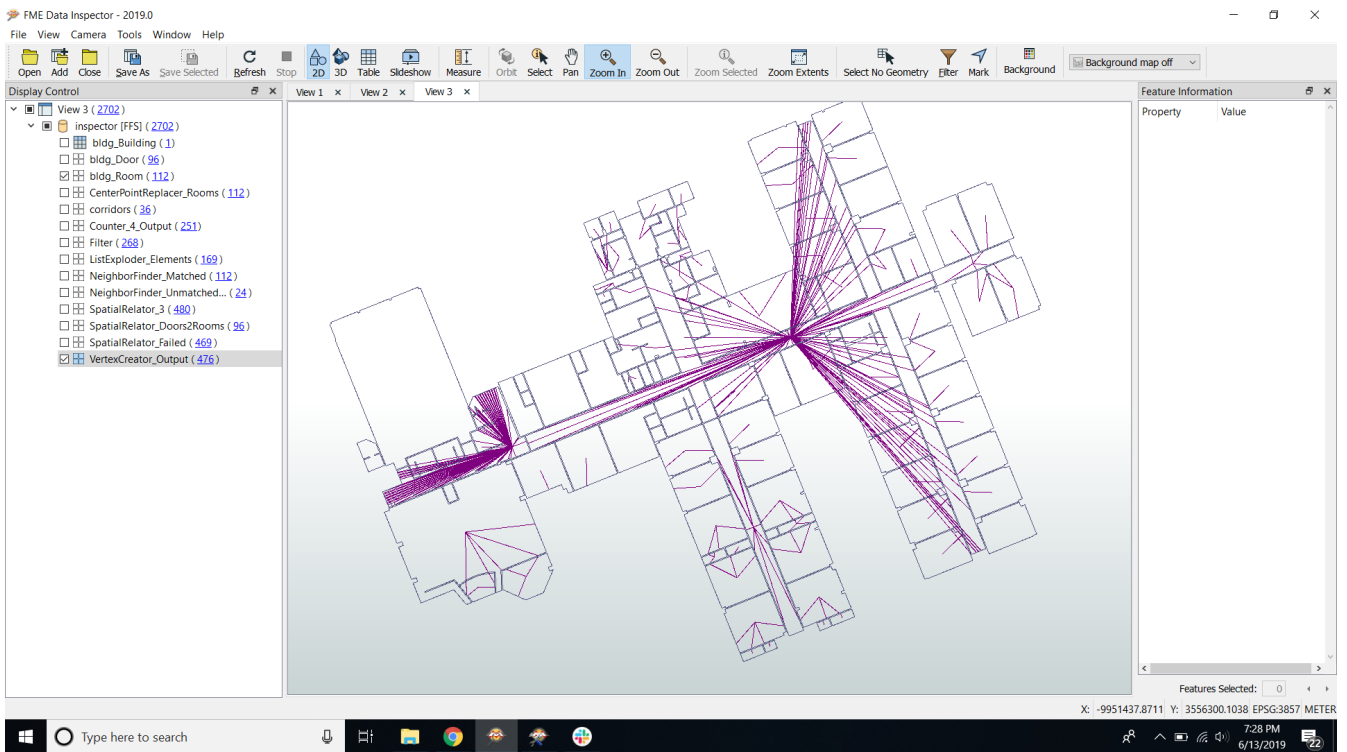 FME Data Inspector - 2019.0
File View Camera Tools Window Help
Open Add Close Save As Save Selected Refresh Stop 2D 3D Table Slideshow Measure Orbit Select Pan Zoom In Zoom Out Zoom Selected Zoom Extents Select No Geometry Filter Mark Background Background map off
Display Control
View 1 View 2 View 3
Feature Information
View 3 ( 2702 )
inspector [FFS] ( 2702 )
bldg_Building ( 1 )
bldg_Door ( 96 )
bldg_Room ( 112 )
CenterPointReplacer_Rooms ( 112 )
corridors ( 36 )
Counter_4_Output ( 251 )
Filter ( 268 )
ListExploder_Elements ( 169 )
NeighborFinder_Matched ( 112 )
NeighborFinder_Unmatched... ( 24 )
SpatialRelator_3 ( 480 )
SpatialRelator_Doors2Rooms ( 96 )
SpatialRelator_Failed ( 469 )
VertexCreator_Output ( 476 )
Property Value
Features Selected: 0
X: -9951437.8711 Y: 3556300.1038 EPSG:3857 METER
Type here to search
7:28 PM
6/13/2019
22